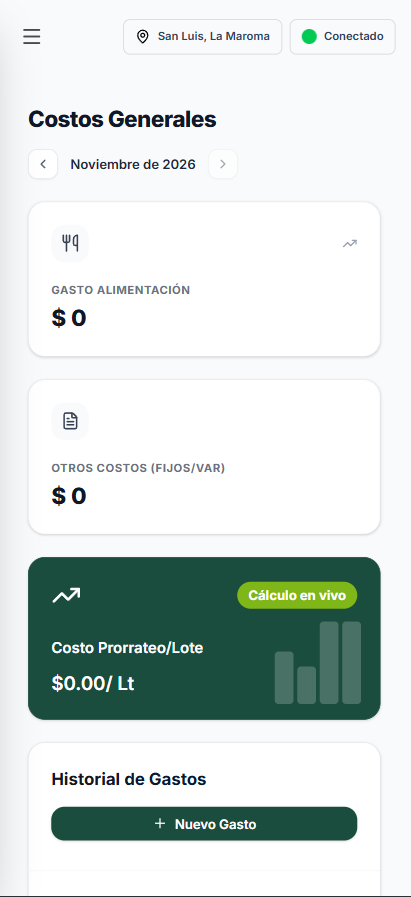 San Luis, La Maroma
Conectado
Costos Generales
Noviembre de 2026
GASTO ALIMENTACIÓN
$ 0
OTROS COSTOS (FIJOS/VAR)
$ 0
Cálculo en vivo
Costo Prorrateo/Lote
$0.00/ Lt
Historial de Gastos
+ Nuevo Gasto